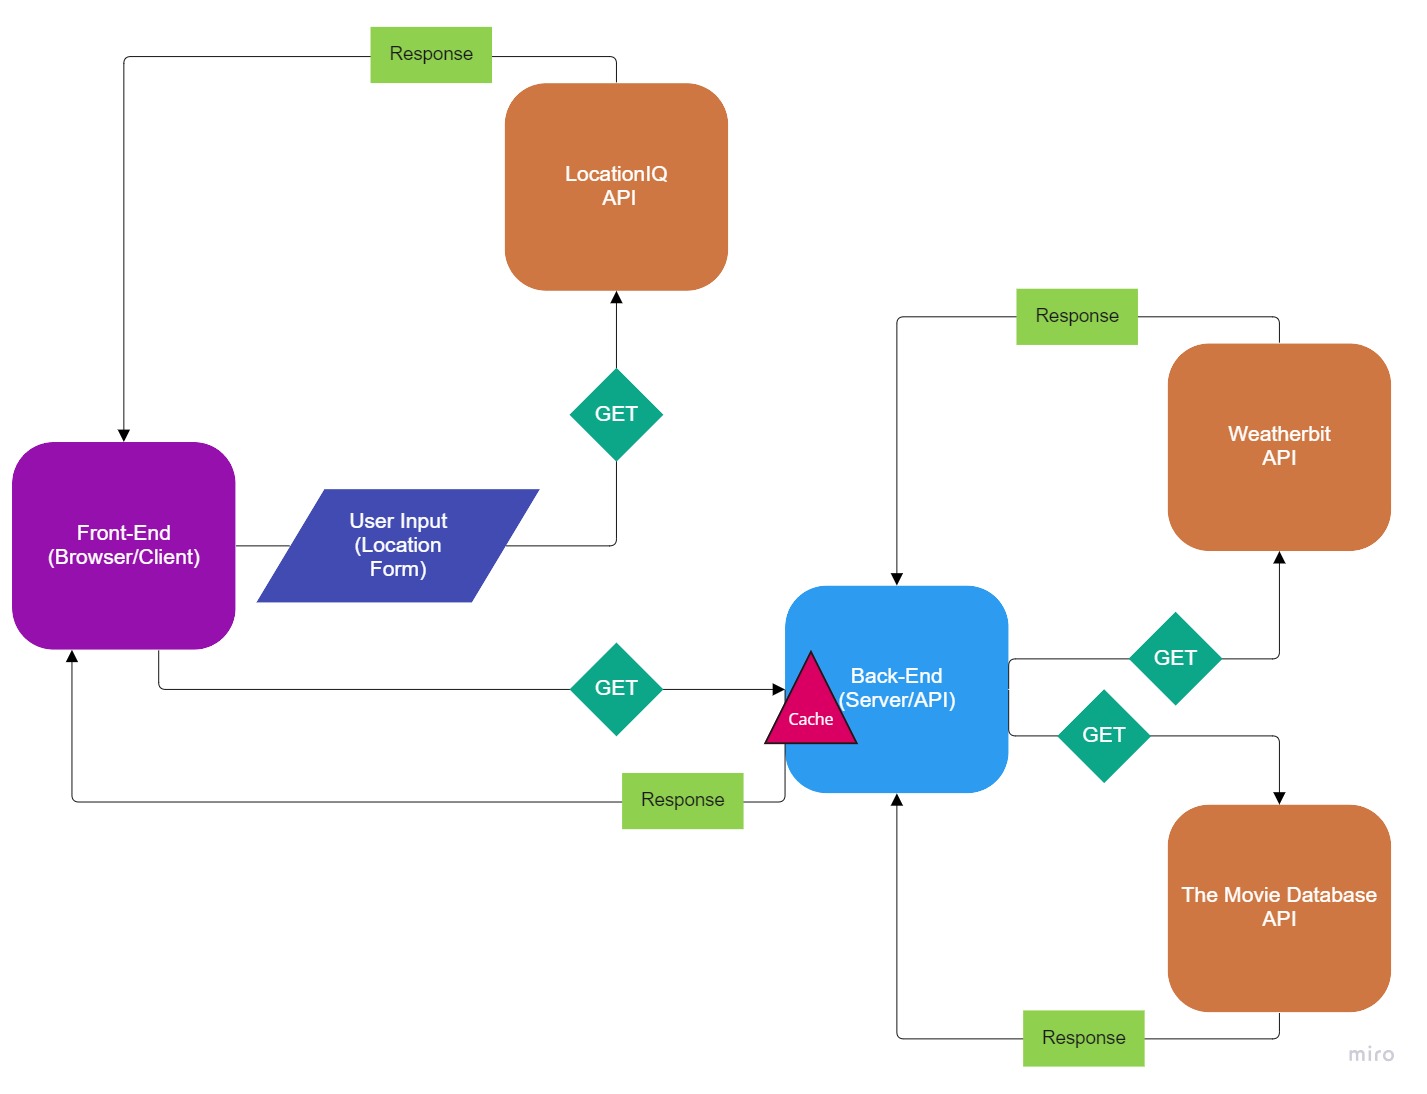 Response
LocationIQ
API
Response
GET
Weatherbit
API
Front-End
(Browser/Client)
User Input
(Location
Form)
GET
GET
Back-End
(Server/API)
Cache
GET
Response
The Movie Database
API
Response
miro